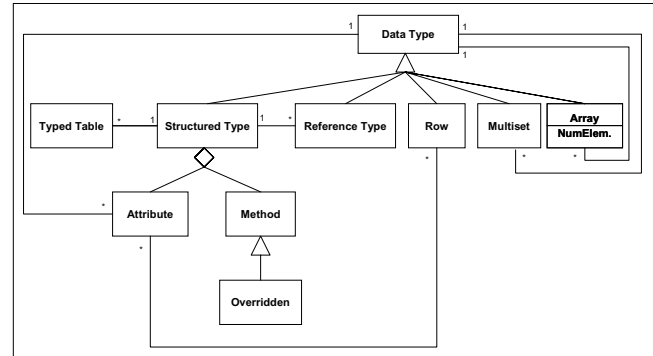 1
Data Type
1
1
Typed Table
*
1
Structured Type
1
*
Reference Type
Row
Multiset
Array
NumElem.
*
*
*
*
Attribute
Method
*
Overridden